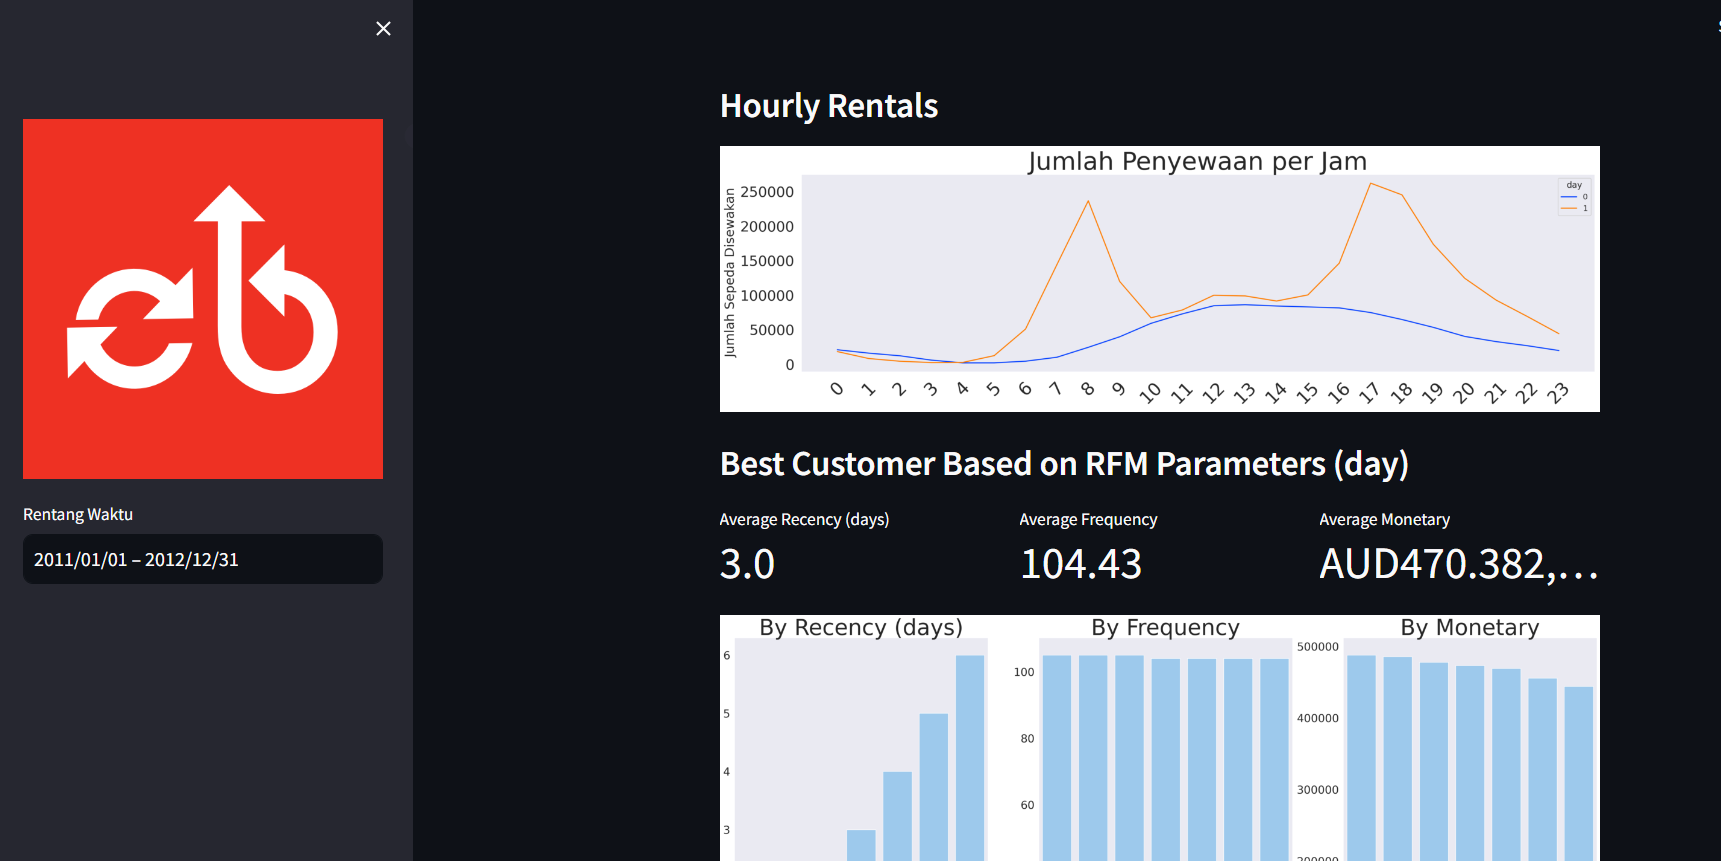 Rentang Waktu
2011/01/01 – 2012/12/31
Hourly Rentals
Jumlah Penyewaan per Jam
Jumlah Sepeda Disewakan
250000
200000
150000
100000
50000
0
day
0
1
0 1 2 3 4 5 6 7 8 9 10 11 12 13 14 15 16 17 18 19 20 21 22 23
Best Customer Based on RFM Parameters (day)
Average Recency (days)
3.0
Average Frequency
104.43
Average Monetary
AUD470.382,...
By Recency (days)
6
5
4
3
By Frequency
100
80
60
By Monetary
500000
400000
300000